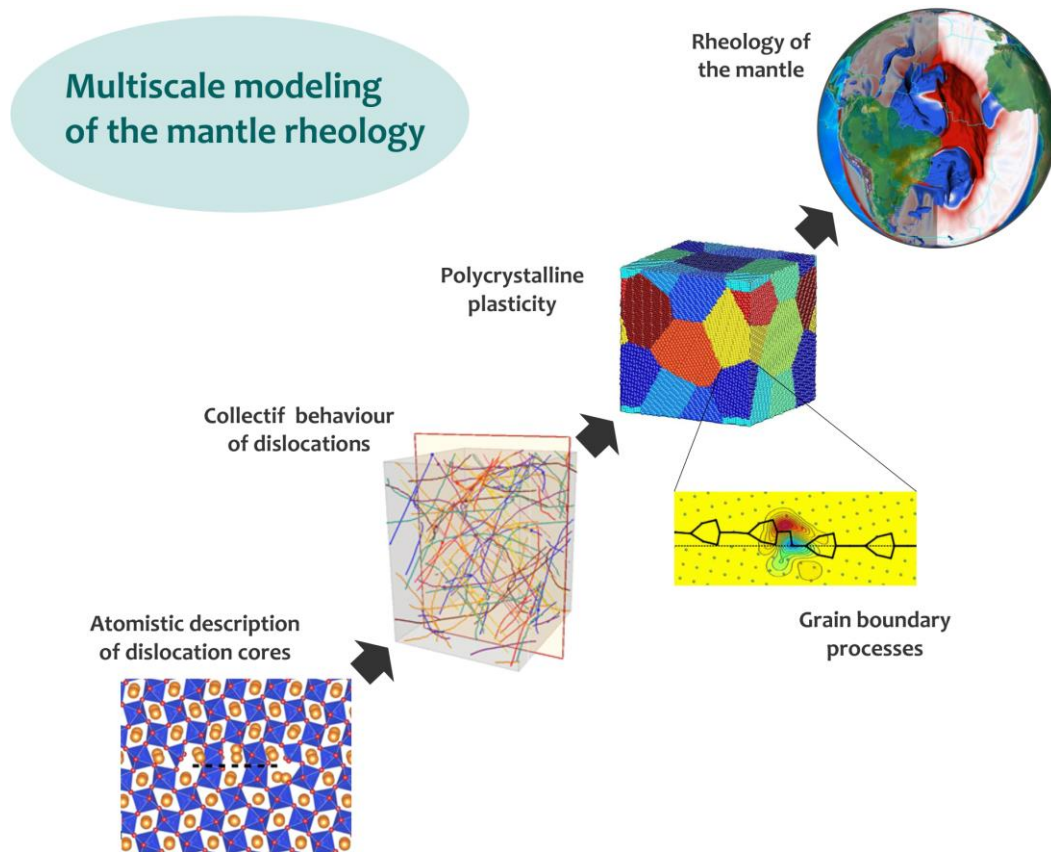 Multiscale modeling
of the mantle rheology
Rheology of
the mantle
Polycrystalline
plasticity
Collectif behaviour
of dislocations
Grain boundary
processes
Atomistic description
of dislocation cores